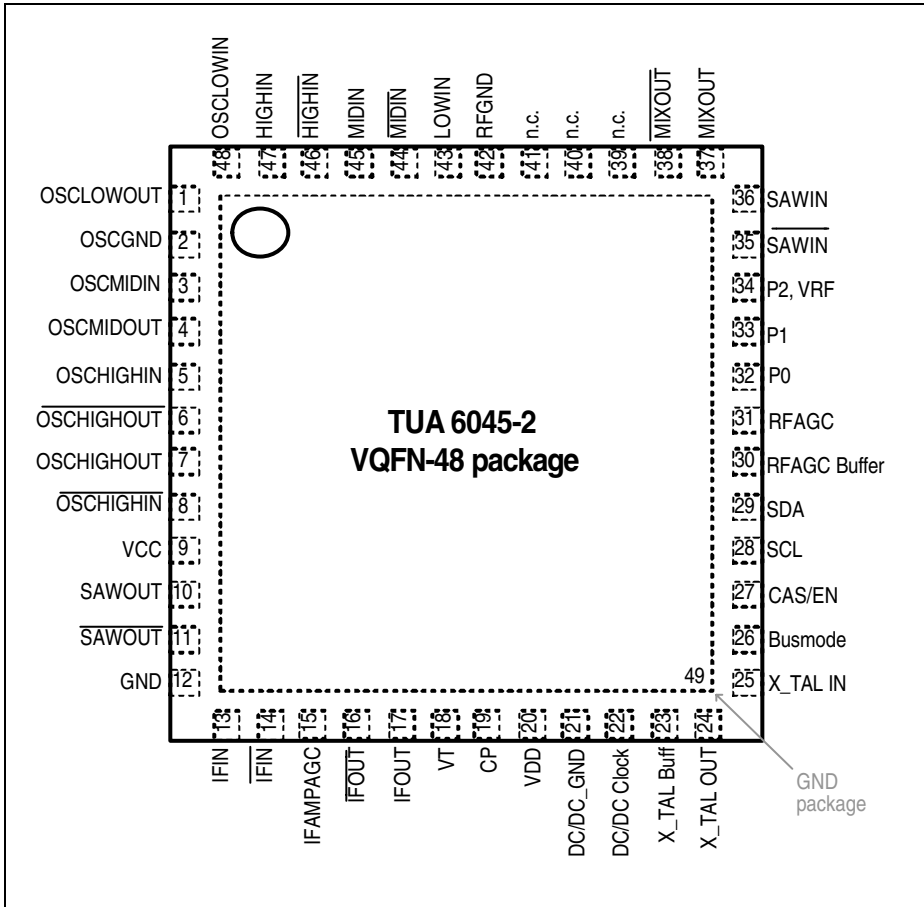 OSCLOWIN
HIGHIN
HIGHIN
MIDIN
MIDIN
LOWIN
RFGND
n.c.
n.c.
n.c.
MIXOUT
MIXOUT
48
47
46
45
44
43
42
41
40
39
38
37
OSCLOWOUT 1
OSCGND 2
OSCMIDIN 3
OSCMIDOUT 4
OSCHIGHIN 5
OSCHIGHOUT 6
OSCHIGHOUT 7
OSCHIGHIN 8
VCC 9
SAWOUT 10
SAWOUT 11
GND 12
TUA 6045-2
VQFN-48 package
36 SAWIN
35 SAWIN
34 P2, VRF
33 P1
32 P0
31 RFAGC
30 RFAGC Buffer
29 SDA
28 SCL
27 CAS/EN
26 Busmode
25 X_TAL IN
49
13
14
15
16
17
18
19
20
21
22
23
24
IFIN
IFIN
IFAMPAGC
IFOUT
IFOUT
VT
CP
VDD
DC/DC_GND
DC/DC Clock
X_TAL Buff
X_TAL OUT
GND
package